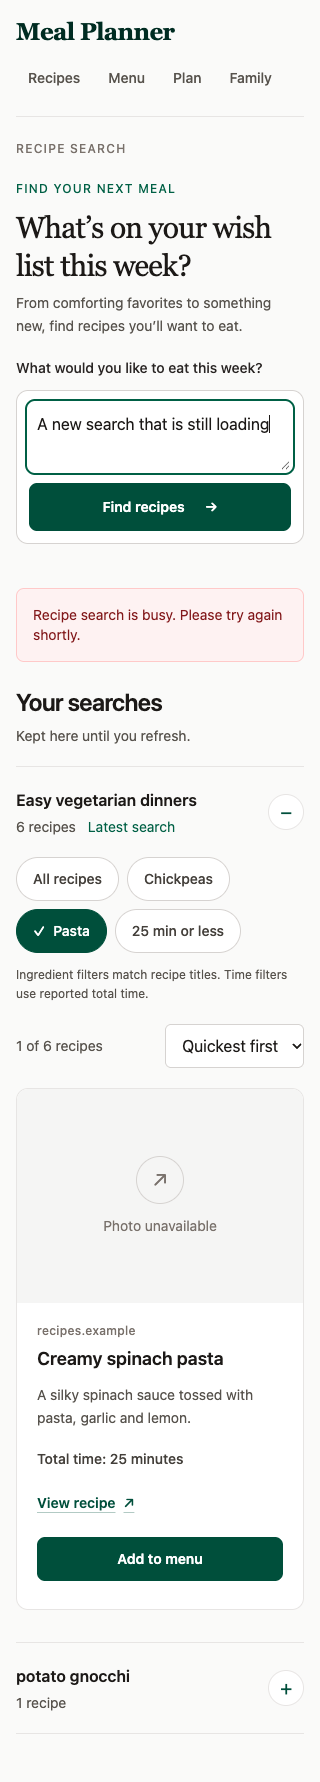 Meal Planner
Recipes Menu Plan Family
RECIPE SEARCH
FIND YOUR NEXT MEAL
What’s on your wish
list this week?
From comforting favorites to something
new, find recipes you’ll want to eat.
What would you like to eat this week?
A new search that is still loading
Find recipes →
Recipe search is busy. Please try again
shortly.
Your searches
Kept here until you refresh.
Easy vegetarian dinners
6 recipes Latest search
All recipes Chickpeas
✓ Pasta 25 min or less
Ingredient filters match recipe titles. Time filters
use reported total time.
1 of 6 recipes Quickest first
Photo unavailable
recipes.example
Creamy spinach pasta
A silky spinach sauce tossed with
pasta, garlic and lemon.
Total time: 25 minutes
View recipe ↗
Add to menu
potato gnocchi
1 recipe